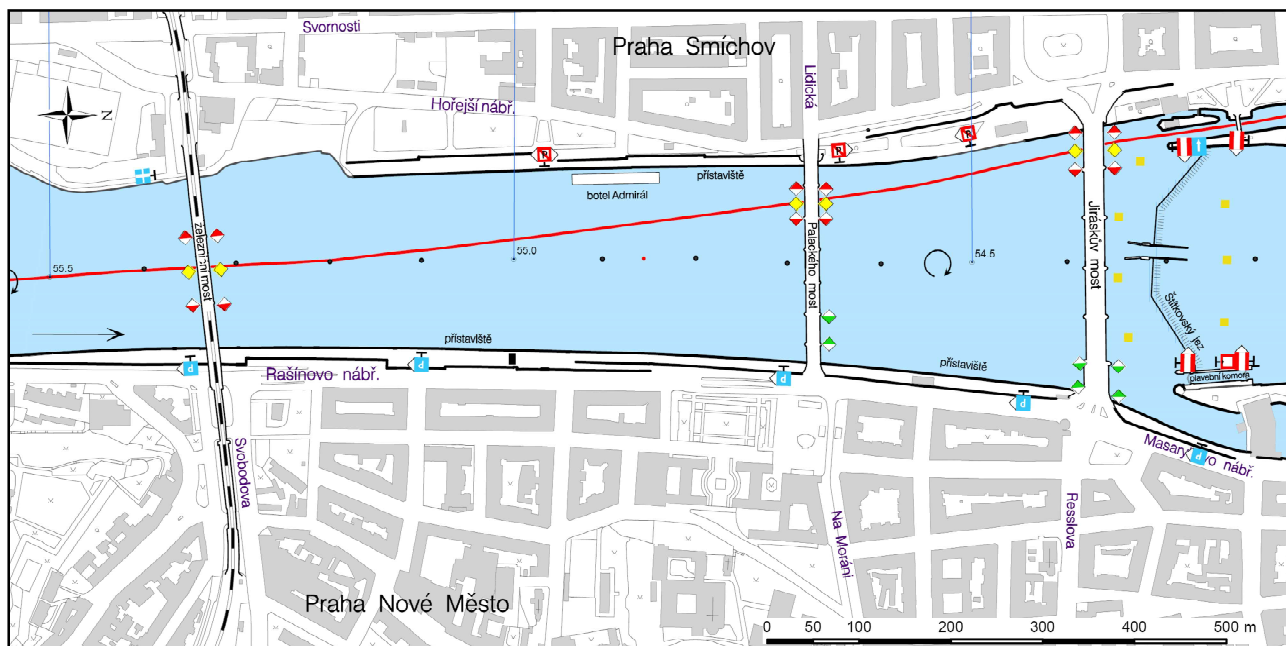 Svornosti
Praha Smíchov
Lidická
Hořejší nábř.
N
přístaviště
botel Admirál
železniční most
Palackého most
Jiráskův most
55.5
55.0
54.5
Šítkovský jez
plavební komora
přístaviště
přístaviště
Rašínovo nábř.
P
P
P
P
P
Svobodova
Na Moráni
Resslova
Praha Nové Město
0 50 100 200 300 400 500 m